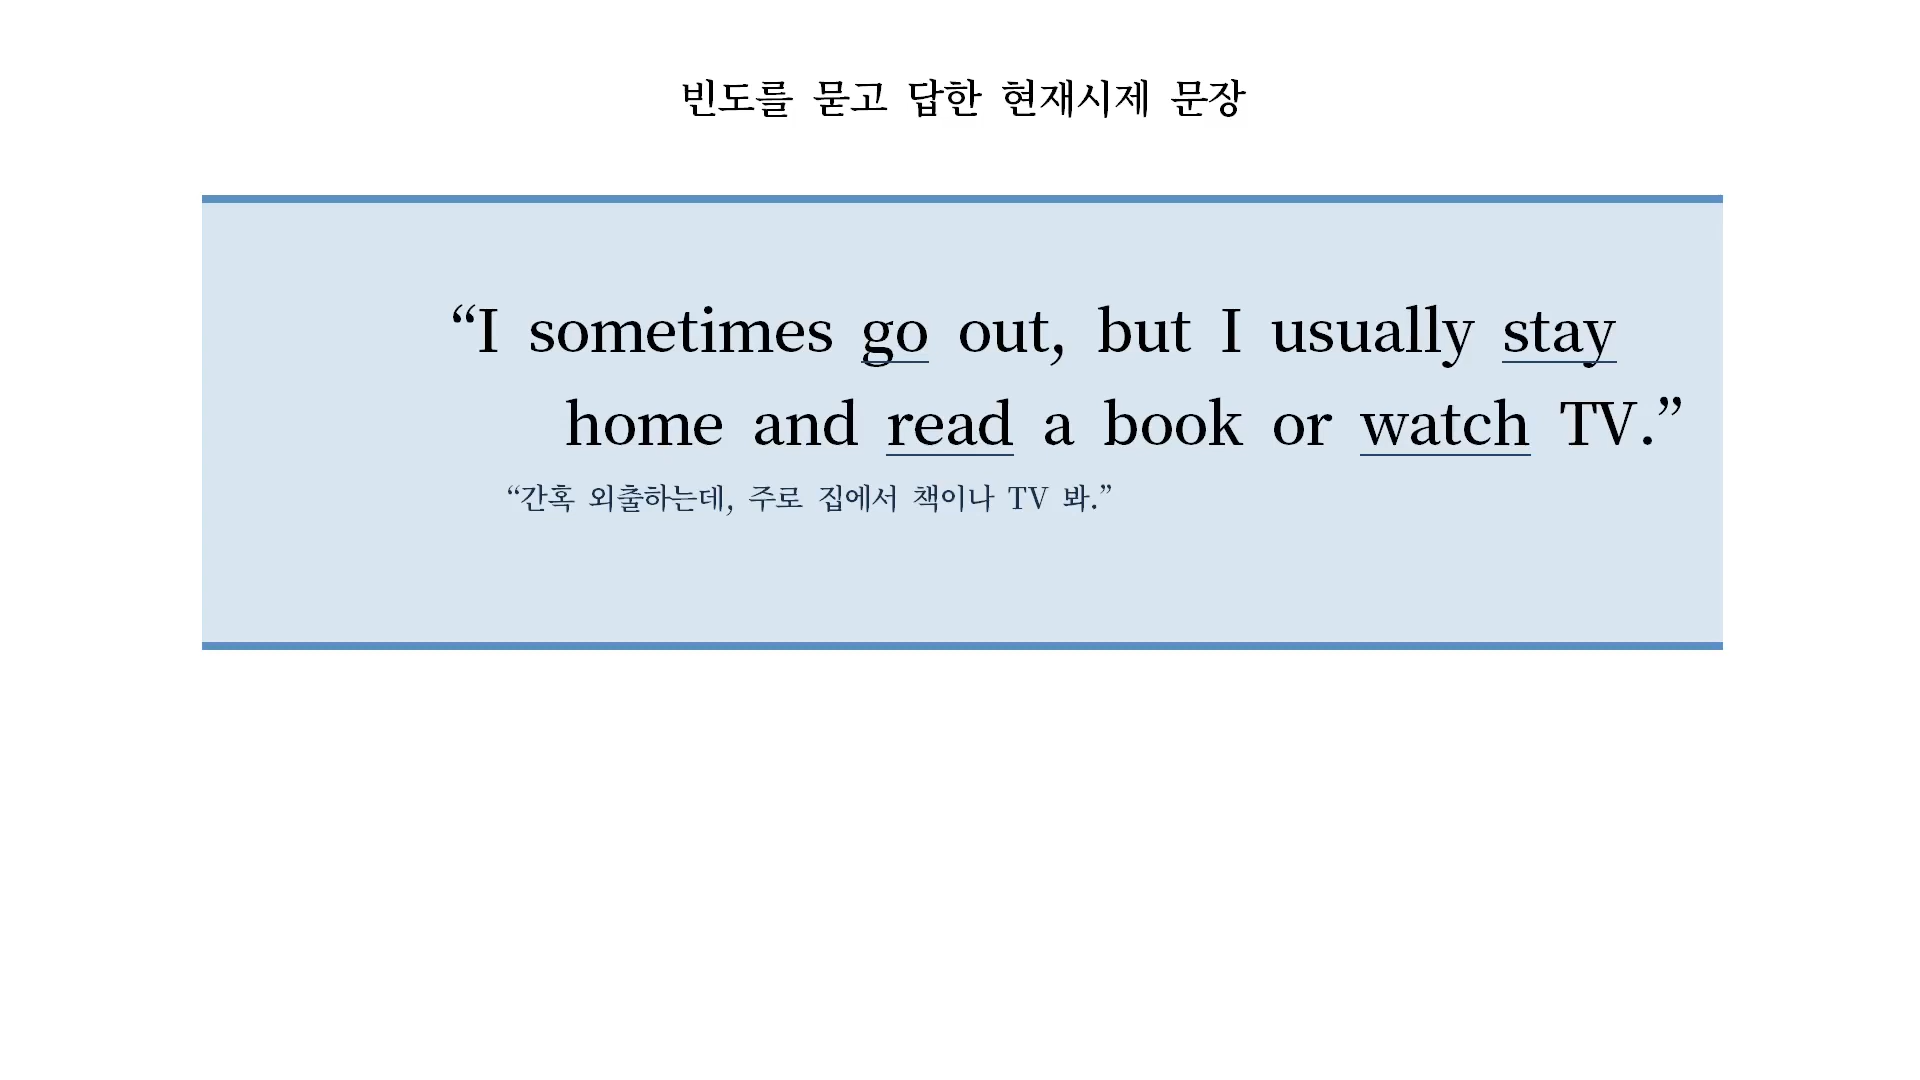 빈도를 묻고 답한 현재시제 문장
“I sometimes go out, but I usually stay
home and read a book or watch TV.”
“간혹 외출하는데, 주로 집에서 책이나 TV 봐.”